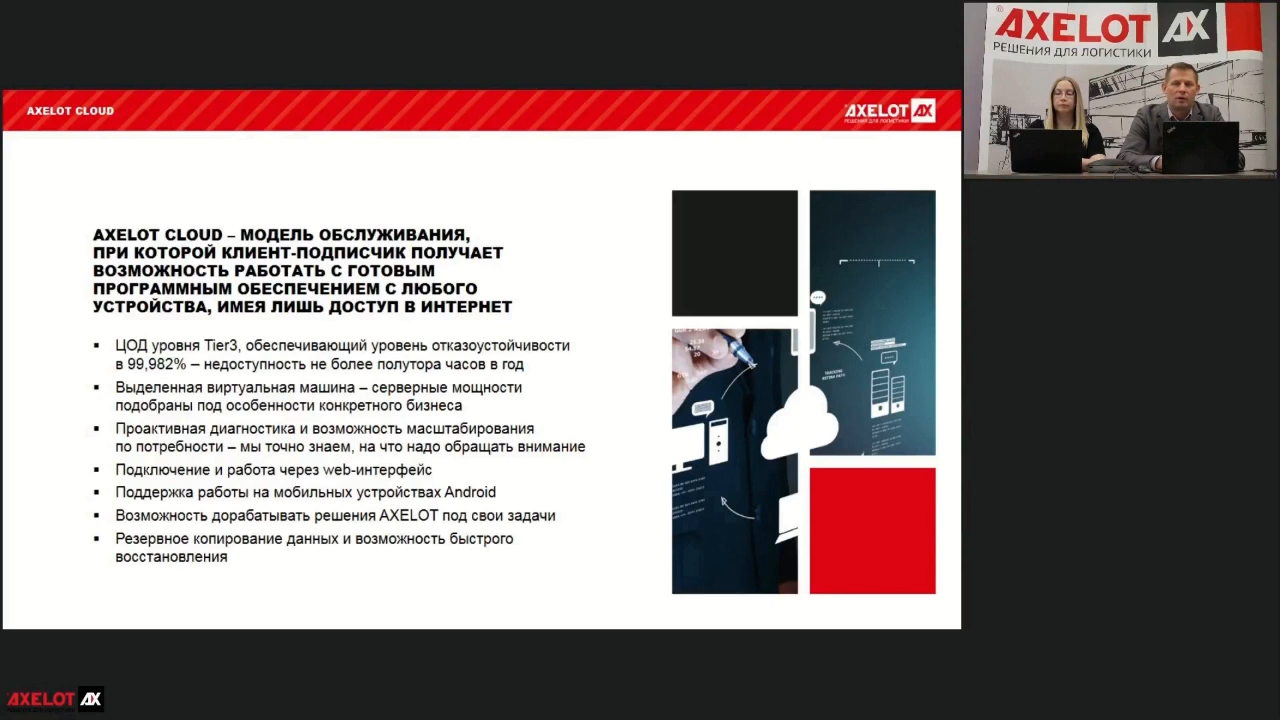 AXELOT AX
РЕШЕНИЯ ДЛЯ ЛОГИСТИКИ
AXELOT CLOUD
AXELOT AX
РЕШЕНИЯ ДЛЯ ЛОГИСТИКИ
AXELOT CLOUD – МОДЕЛЬ ОБСЛУЖИВАНИЯ,
ПРИ КОТОРОЙ КЛИЕНТ-ПОДПИСЧИК ПОЛУЧАЕТ
ВОЗМОЖНОСТЬ РАБОТАТЬ С ГОТОВЫМ
ПРОГРАММНЫМ ОБЕСПЕЧЕНИЕМ С ЛЮБОГО
УСТРОЙСТВА, ИМЕЯ ЛИШЬ ДОСТУП В ИНТЕРНЕТ
▪ ЦОД уровня Tier3, обеспечивающий уровень отказоустойчивости
в 99,982% – недоступность не более полутора часов в год
▪ Выделенная виртуальная машина – серверные мощности
подобраны под особенности конкретного бизнеса
▪ Проактивная диагностика и возможность масштабирования
по потребности – мы точно знаем, на что надо обращать внимание
▪ Подключение и работа через web-интерфейс
▪ Поддержка работы на мобильных устройствах Android
▪ Возможность дорабатывать решения AXELOT под свои задачи
▪ Резервное копирование данных и возможность быстрого
восстановления
AXELOT AX